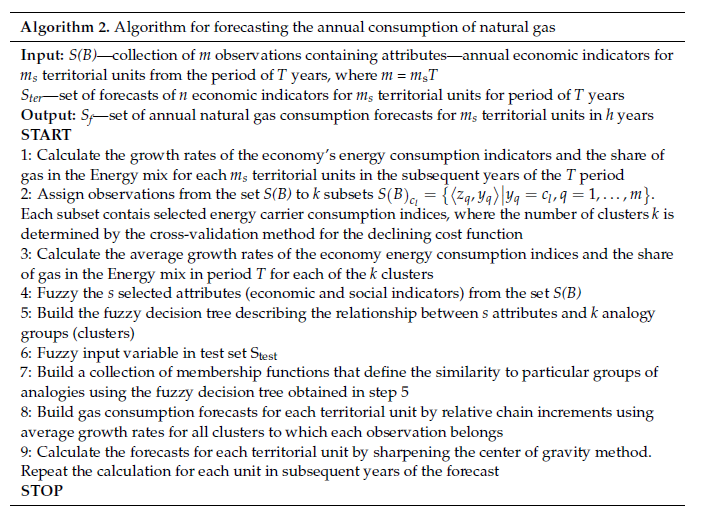 Algorithm 2. Algorithm for forecasting the annual consumption of natural gas
Input: S(B)—collection of m observations containing attributes—annual economic indicators for
mₛ territorial units from the period of T years, where m = mₛT
Sₜₑᵣ—set of forecasts of n economic indicators for mₛ territorial units for period of T years
Output: S_f—set of annual natural gas consumption forecasts for mₛ territorial units in h years
START
1: Calculate the growth rates of the economy's energy consumption indicators and the share of
gas in the Energy mix for each mₛ territorial units in the subsequent years of the T period
2: Assign observations from the set S(B) to k subsets S(B)_{c_l} = {⟨z_q, y_q⟩|y_q = c_l, q = 1, . . . , m}.
Each subset contais selected energy carrier consumption indices, where the number of clusters k is
determined by the cross-validation method for the declining cost function
3: Calculate the average growth rates of the economy energy consumption indices and the share
of gas in the Energy mix in period T for each of the k clusters
4: Fuzzy the s selected attributes (economic and social indicators) from the set S(B)
5: Build the fuzzy decision tree describing the relationship between s attributes and k analogy
groups (clusters)
6: Fuzzy input variable in test set Sₜₑₛₜ
7: Build a collection of membership functions that define the similarity to particular groups of
analogies using the fuzzy decision tree obtained in step 5
8: Build gas consumption forecasts for each territorial unit by relative chain increments using
average growth rates for all clusters to which each observation belongs
9: Calculate the forecasts for each territorial unit by sharpening the center of gravity method.
Repeat the calculation for each unit in subsequent years of the forecast
STOP